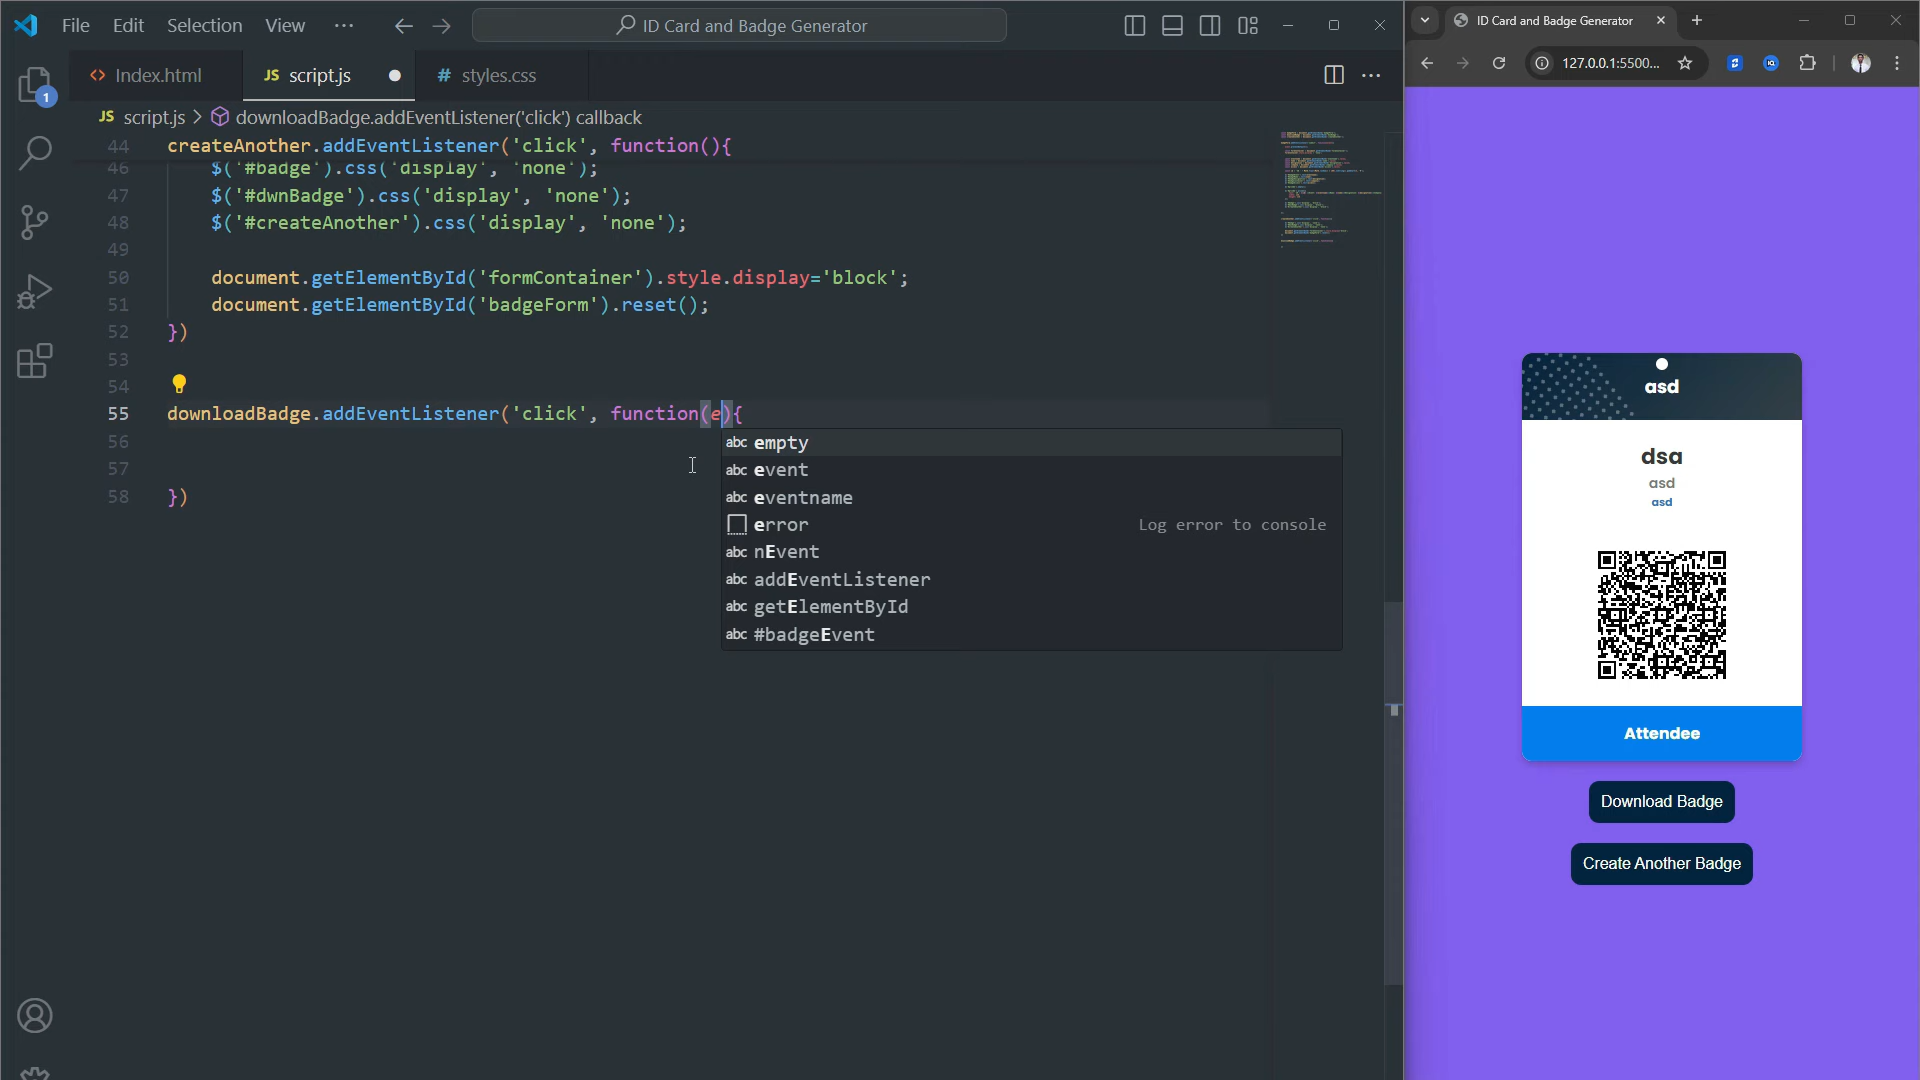 File Edit Selection View ··· ID Card and Badge Generator
Index.html JS script.js # styles.css
JS script.js > downloadBadge.addEventListener('click') callback
44 createAnother.addEventListener('click', function(){
46 $('#badge').css('display', 'none');
47 $('#dwnBadge').css('display', 'none');
48 $('#createAnother').css('display', 'none');
49
50 document.getElementById('formContainer').style.display='block';
51 document.getElementById('badgeForm').reset();
52 })
53
54
55 downloadBadge.addEventListener('click', function(e){
56
57
58 })
abc empty
abc event
abc eventname
error Log error to console
abc nEvent
abc addEventListener
abc getElementById
abc #badgeEvent
1
ID Card and Badge Generator
127.0.0.1:5500...
asd
dsa
asd
asd
Attendee
Download Badge
Create Another Badge